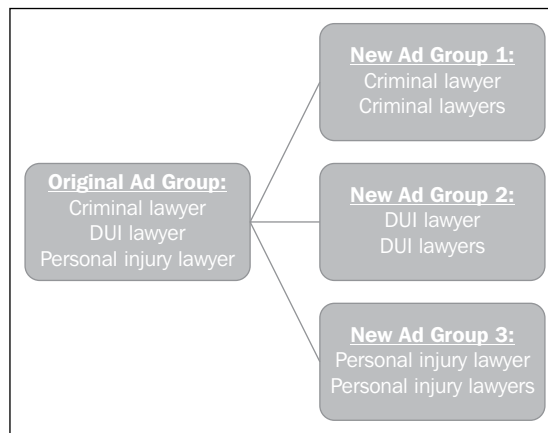 Original Ad Group:
Criminal lawyer
DUI lawyer
Personal injury lawyer
New Ad Group 1:
Criminal lawyer
Criminal lawyers
New Ad Group 2:
DUI lawyer
DUI lawyers
New Ad Group 3:
Personal injury lawyer
Personal injury lawyers